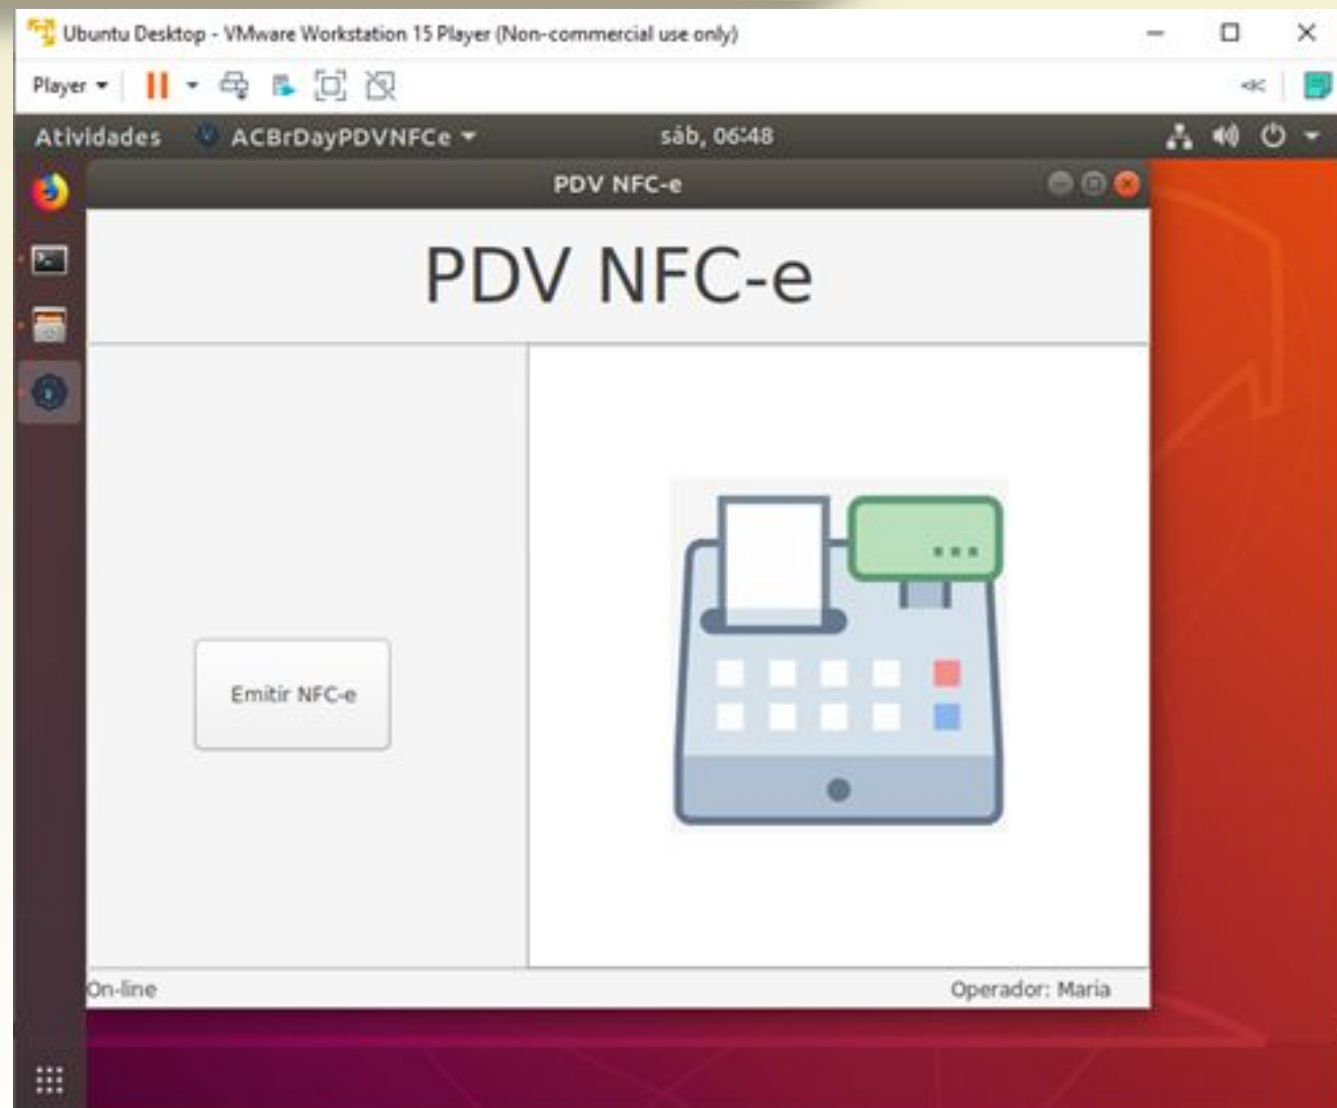 Ubuntu Desktop - VMware Workstation 15 Player (Non-commercial use only)
Player
Atividades ACBrDayPDVNFCe sáb, 06:48
PDV NFC-e
PDV NFC-e
Emitir NFC-e
On-line Operador: Maria